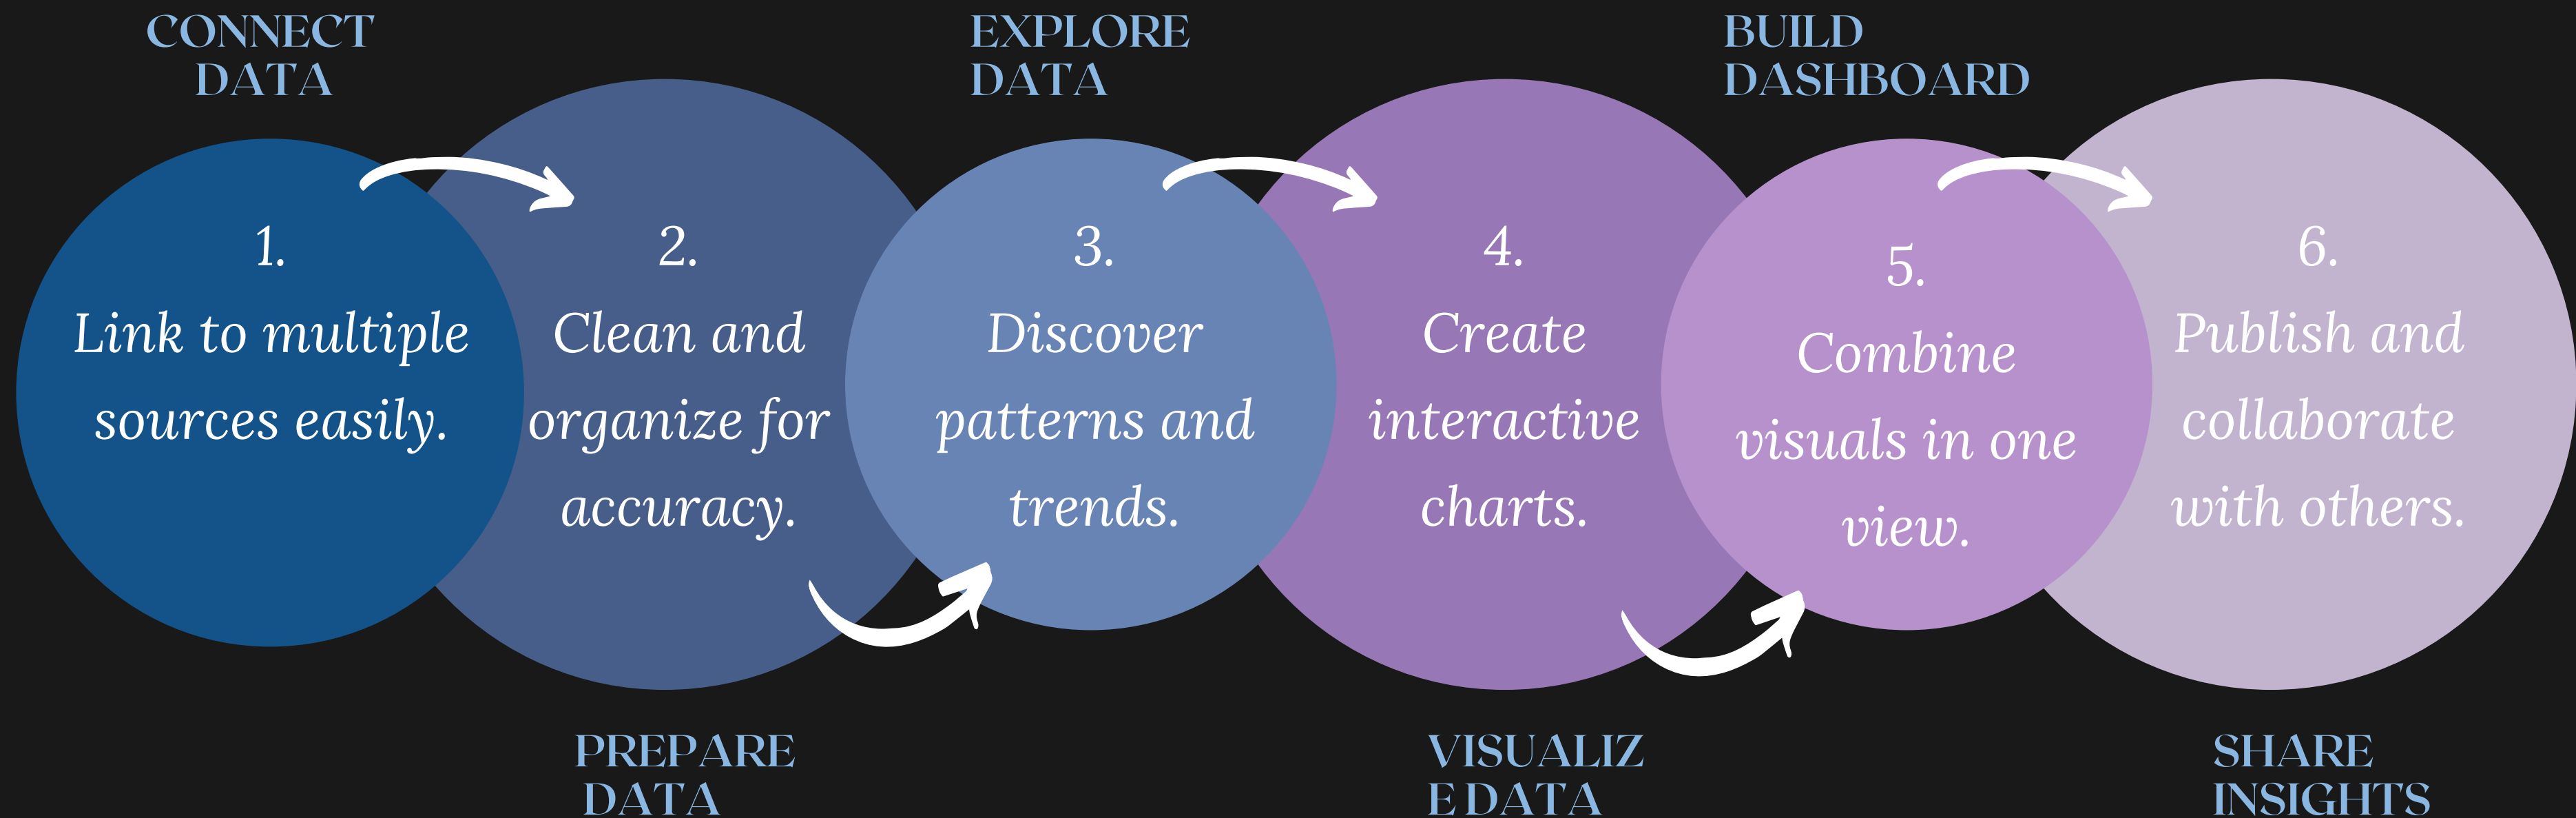 CONNECT
DATA
1.
Link to multiple
sources easily.
PREPARE
DATA
2.
Clean and
organize for
accuracy.
EXPLORE
DATA
3.
Discover
patterns and
trends.
VISUALIZ
E DATA
4.
Create
interactive
charts.
BUILD
DASHBOARD
5.
Combine
visuals in one
view.
SHARE
INSIGHTS
6.
Publish and
collaborate
with others.